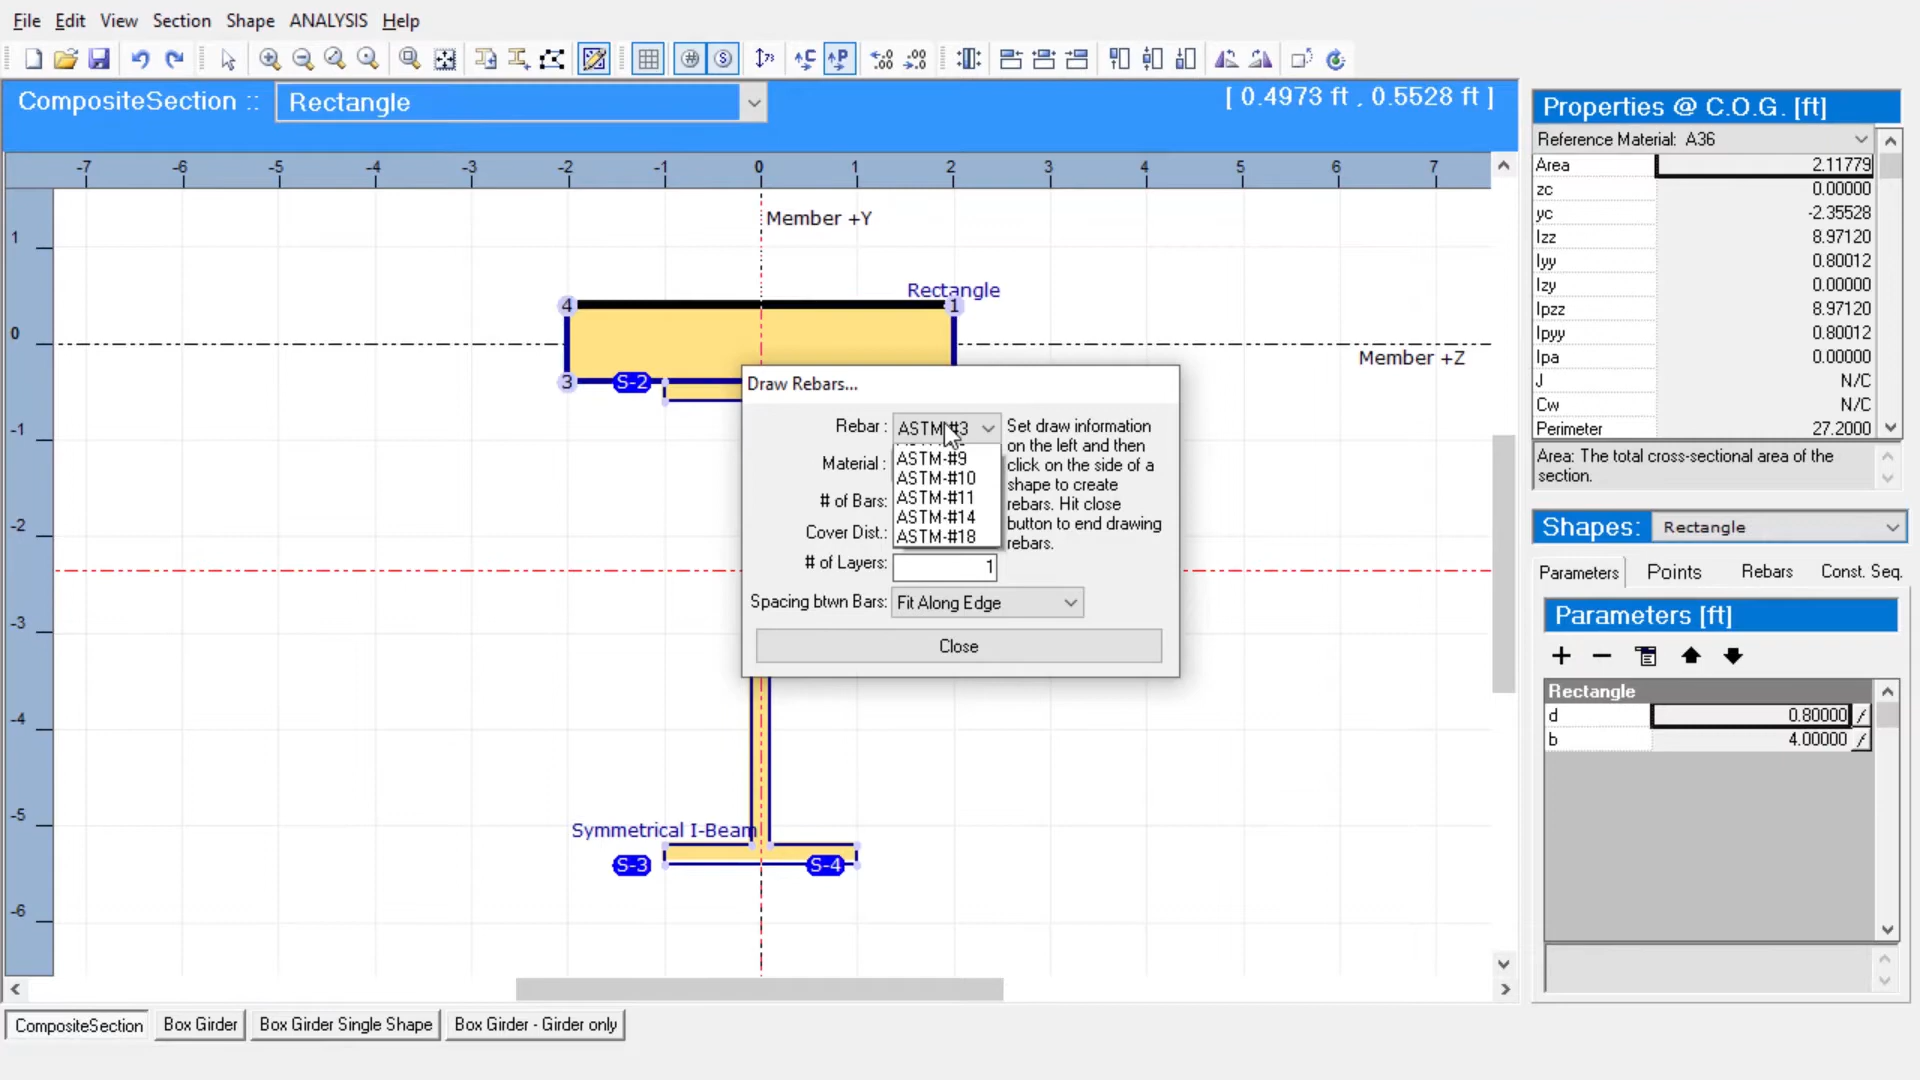 File Edit View Section Shape ANALYSIS Help
CompositeSection :: Rectangle [ 0.4973 ft , 0.5528 ft ]
-7 -6 -5 -4 -3 -2 -1 0 1 2 3 4 5 6 7
1
0
-1
-2
-3
-4
-5
-6
Member +Y
Rectangle
4
1
Member +Z
3
S-2
Symmetrical I-Beam
S-3
S-4
Draw Rebars...
Rebar : ASTM-#3
ASTM-#9
ASTM-#10
ASTM-#11
ASTM-#14
ASTM-#18
Material :
# of Bars:
Cover Dist.:
# of Layers: 1
Spacing btwn Bars: Fit Along Edge
Set draw information
on the left and then
click on the side of a
shape to create
rebars. Hit close
button to end drawing
rebars.
Close
Properties @ C.O.G. [ft]
Reference Material: A36
Area 2.11779
zc 0.00000
yc -2.35528
Izz 8.97120
Iyy 0.80012
Izy 0.00000
Ipzz 8.97120
Ipyy 0.80012
Ipa 0.00000
J N/C
Cw N/C
Perimeter 27.2000
Area: The total cross-sectional area of the
section.
Shapes: Rectangle
Parameters Points Rebars Const. Seq.
Parameters [ft]
Rectangle
d 0.80000
b 4.00000
CompositeSection Box Girder Box Girder Single Shape Box Girder - Girder only